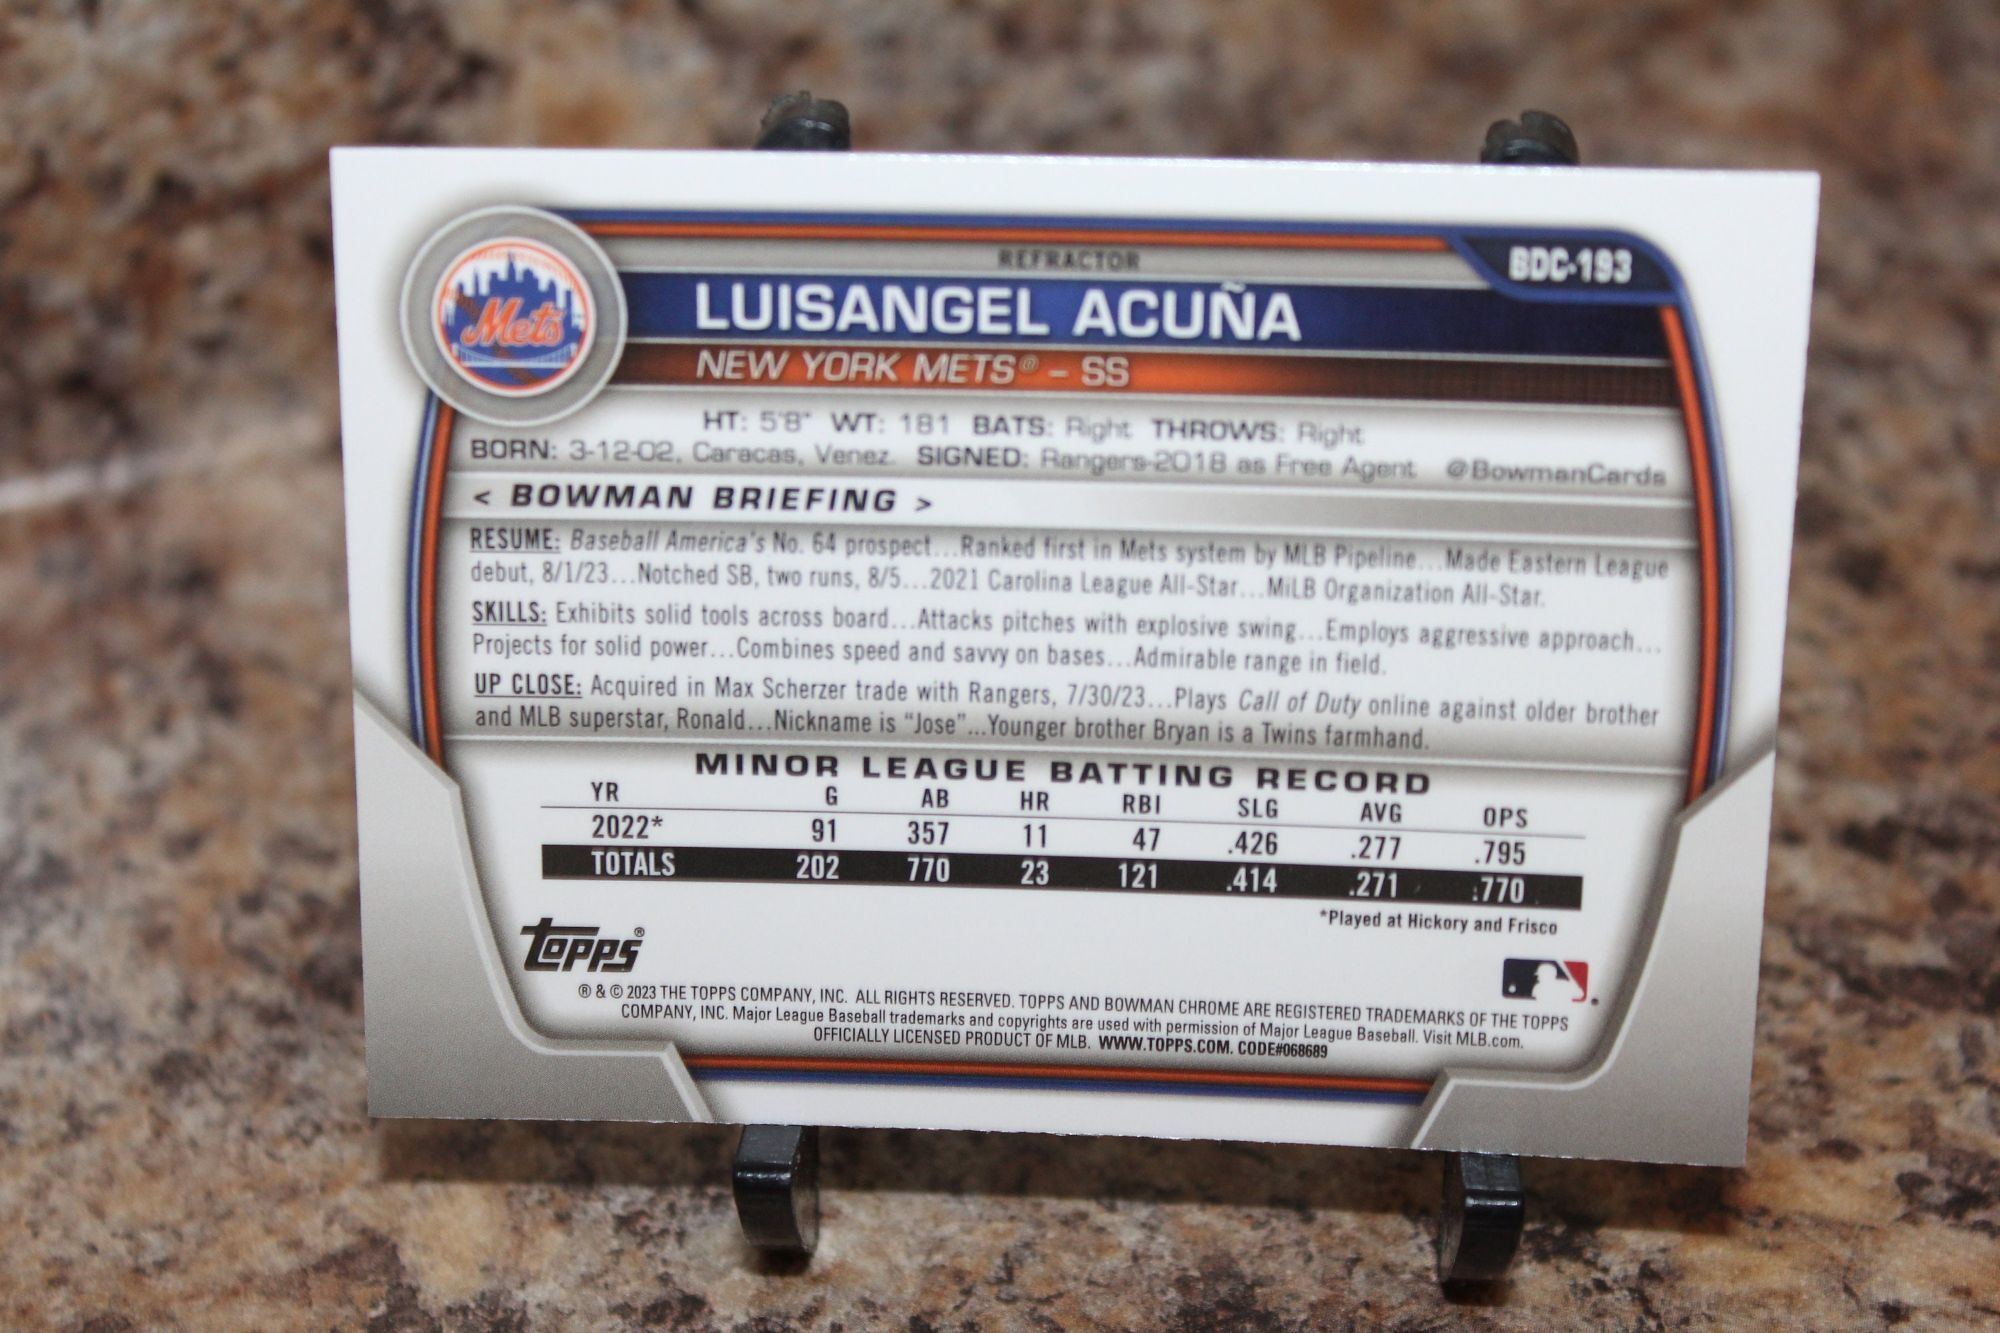 REFRACTOR
BDC-193
Mets
LUISANGEL ACUÑA
NEW YORK METS® - SS
HT: 5'8" WT: 181 BATS: Right THROWS: Right
BORN: 3-12-02, Caracas, Venez. SIGNED: Rangers-2018 as Free Agent @BowmanCards
< BOWMAN BRIEFING >
RESUME: Baseball America's No. 64 prospect...Ranked first in Mets system by MLB Pipeline...Made Eastern League
debut, 8/1/23...Notched SB, two runs, 8/5...2021 Carolina League All-Star...MiLB Organization All-Star.
SKILLS: Exhibits solid tools across board...Attacks pitches with explosive swing...Employs aggressive approach...
Projects for solid power...Combines speed and savvy on bases...Admirable range in field.
UP CLOSE: Acquired in Max Scherzer trade with Rangers, 7/30/23...Plays Call of Duty online against older brother
and MLB superstar, Ronald...Nickname is “Jose”...Younger brother Bryan is a Twins farmhand.
MINOR LEAGUE BATTING RECORD
YR G AB HR RBI SLG AVG OPS
2022* 91 357 11 47 .426 .277 .795
TOTALS 202 770 23 121 .414 .271 .770
*Played at Hickory and Frisco
topps®
® & © 2023 THE TOPPS COMPANY, INC. ALL RIGHTS RESERVED. TOPPS AND BOWMAN CHROME ARE REGISTERED TRADEMARKS OF THE TOPPS
COMPANY, INC. Major League Baseball trademarks and copyrights are used with permission of Major League Baseball. Visit MLB.com.
OFFICIALLY LICENSED PRODUCT OF MLB. WWW.TOPPS.COM. CODE#068689